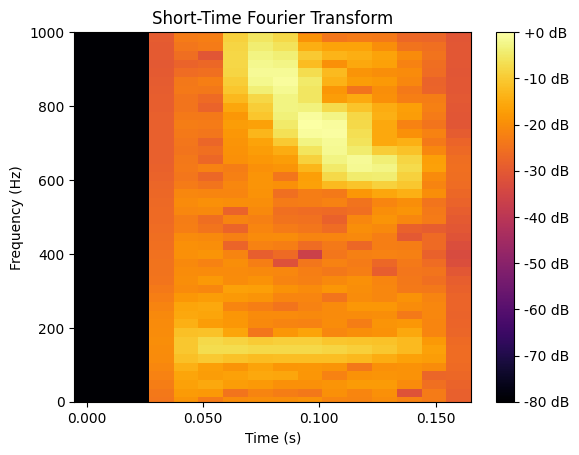 Short-Time Fourier Transform
1000
800
600
400
200
0
Frequency (Hz)
0.000
0.050
0.100
0.150
Time (s)
+0 dB
-10 dB
-20 dB
-30 dB
-40 dB
-50 dB
-60 dB
-70 dB
-80 dB